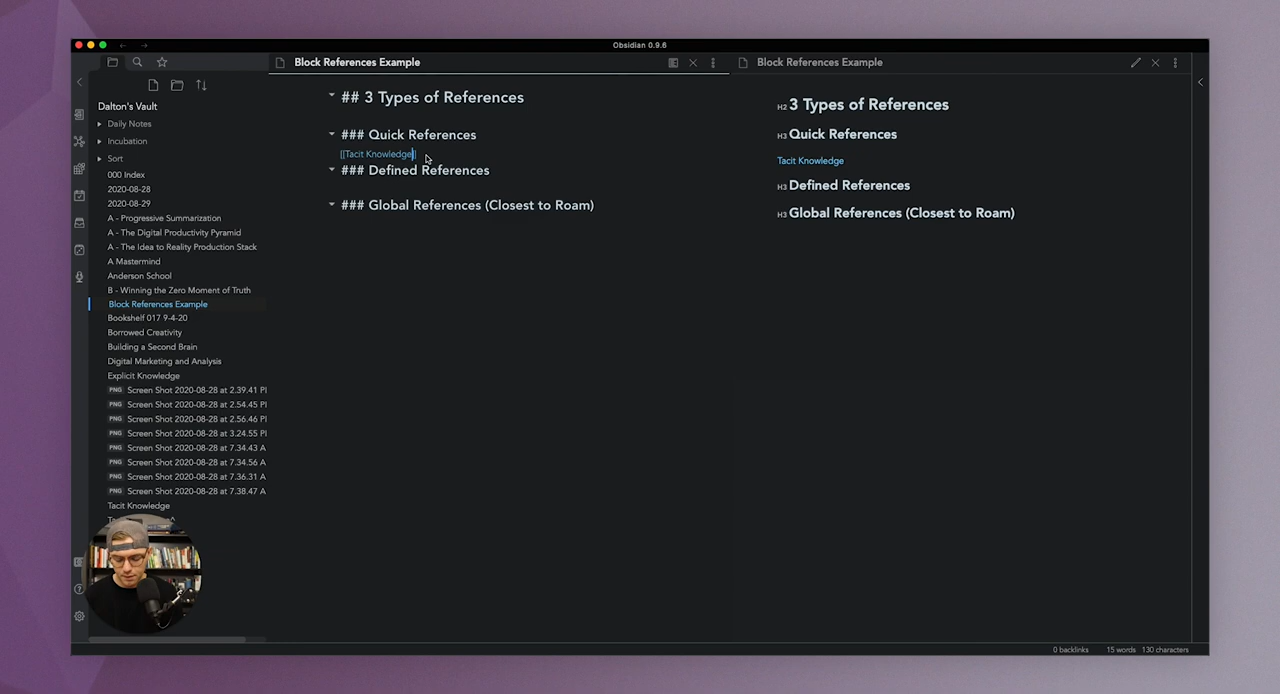 Obsidian 0.9.6
Dalton's Vault
Daily Notes
Incubation
Sort
000 Index
2020-08-28
2020-08-29
A - Progressive Summarization
A - The Digital Productivity Pyramid
A - The Idea to Reality Production Stack
A Mastermind
Anderson School
B - Winning the Zero Moment of Truth
Block References Example
Bookshelf 017 9-4-20
Borrowed Creativity
Building a Second Brain
Digital Marketing and Analysis
Explicit Knowledge
PNG Screen Shot 2020-08-28 at 2.39.41 P
PNG Screen Shot 2020-08-28 at 2.54.45 P
PNG Screen Shot 2020-08-28 at 2.56.46 P
PNG Screen Shot 2020-08-28 at 3.24.55 P
PNG Screen Shot 2020-08-28 at 7.34.43 A
PNG Screen Shot 2020-08-28 at 7.34.56 A
PNG Screen Shot 2020-08-28 at 7.36.31 A
PNG Screen Shot 2020-08-28 at 7.38.47 A
Tacit Knowledge
Block References Example
## 3 Types of References
### Quick References
[[Tacit Knowledge]]
### Defined References
### Global References (Closest to Roam)
Block References Example
H2 3 Types of References
H3 Quick References
Tacit Knowledge
H3 Defined References
H3 Global References (Closest to Roam)
0 backlinks 15 words 130 characters